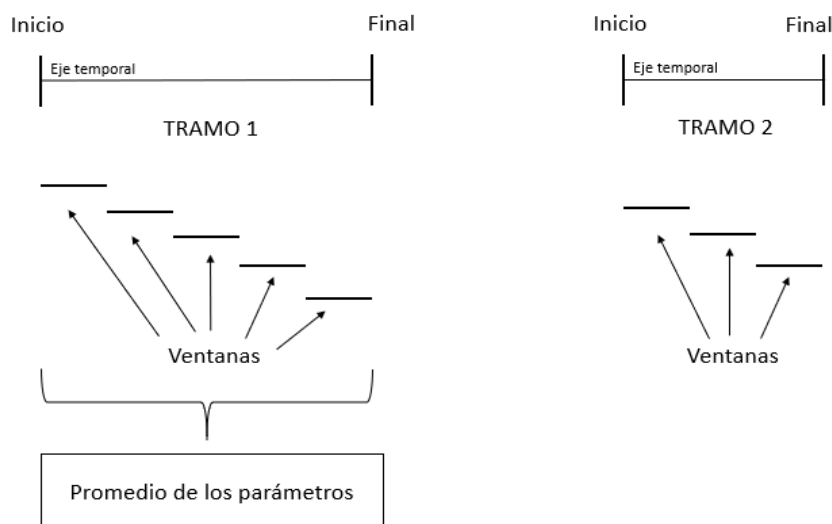 Inicio
Final
Eje temporal
TRAMO 1
Ventanas
Promedio de los parámetros
Inicio
Final
Eje temporal
TRAMO 2
Ventanas